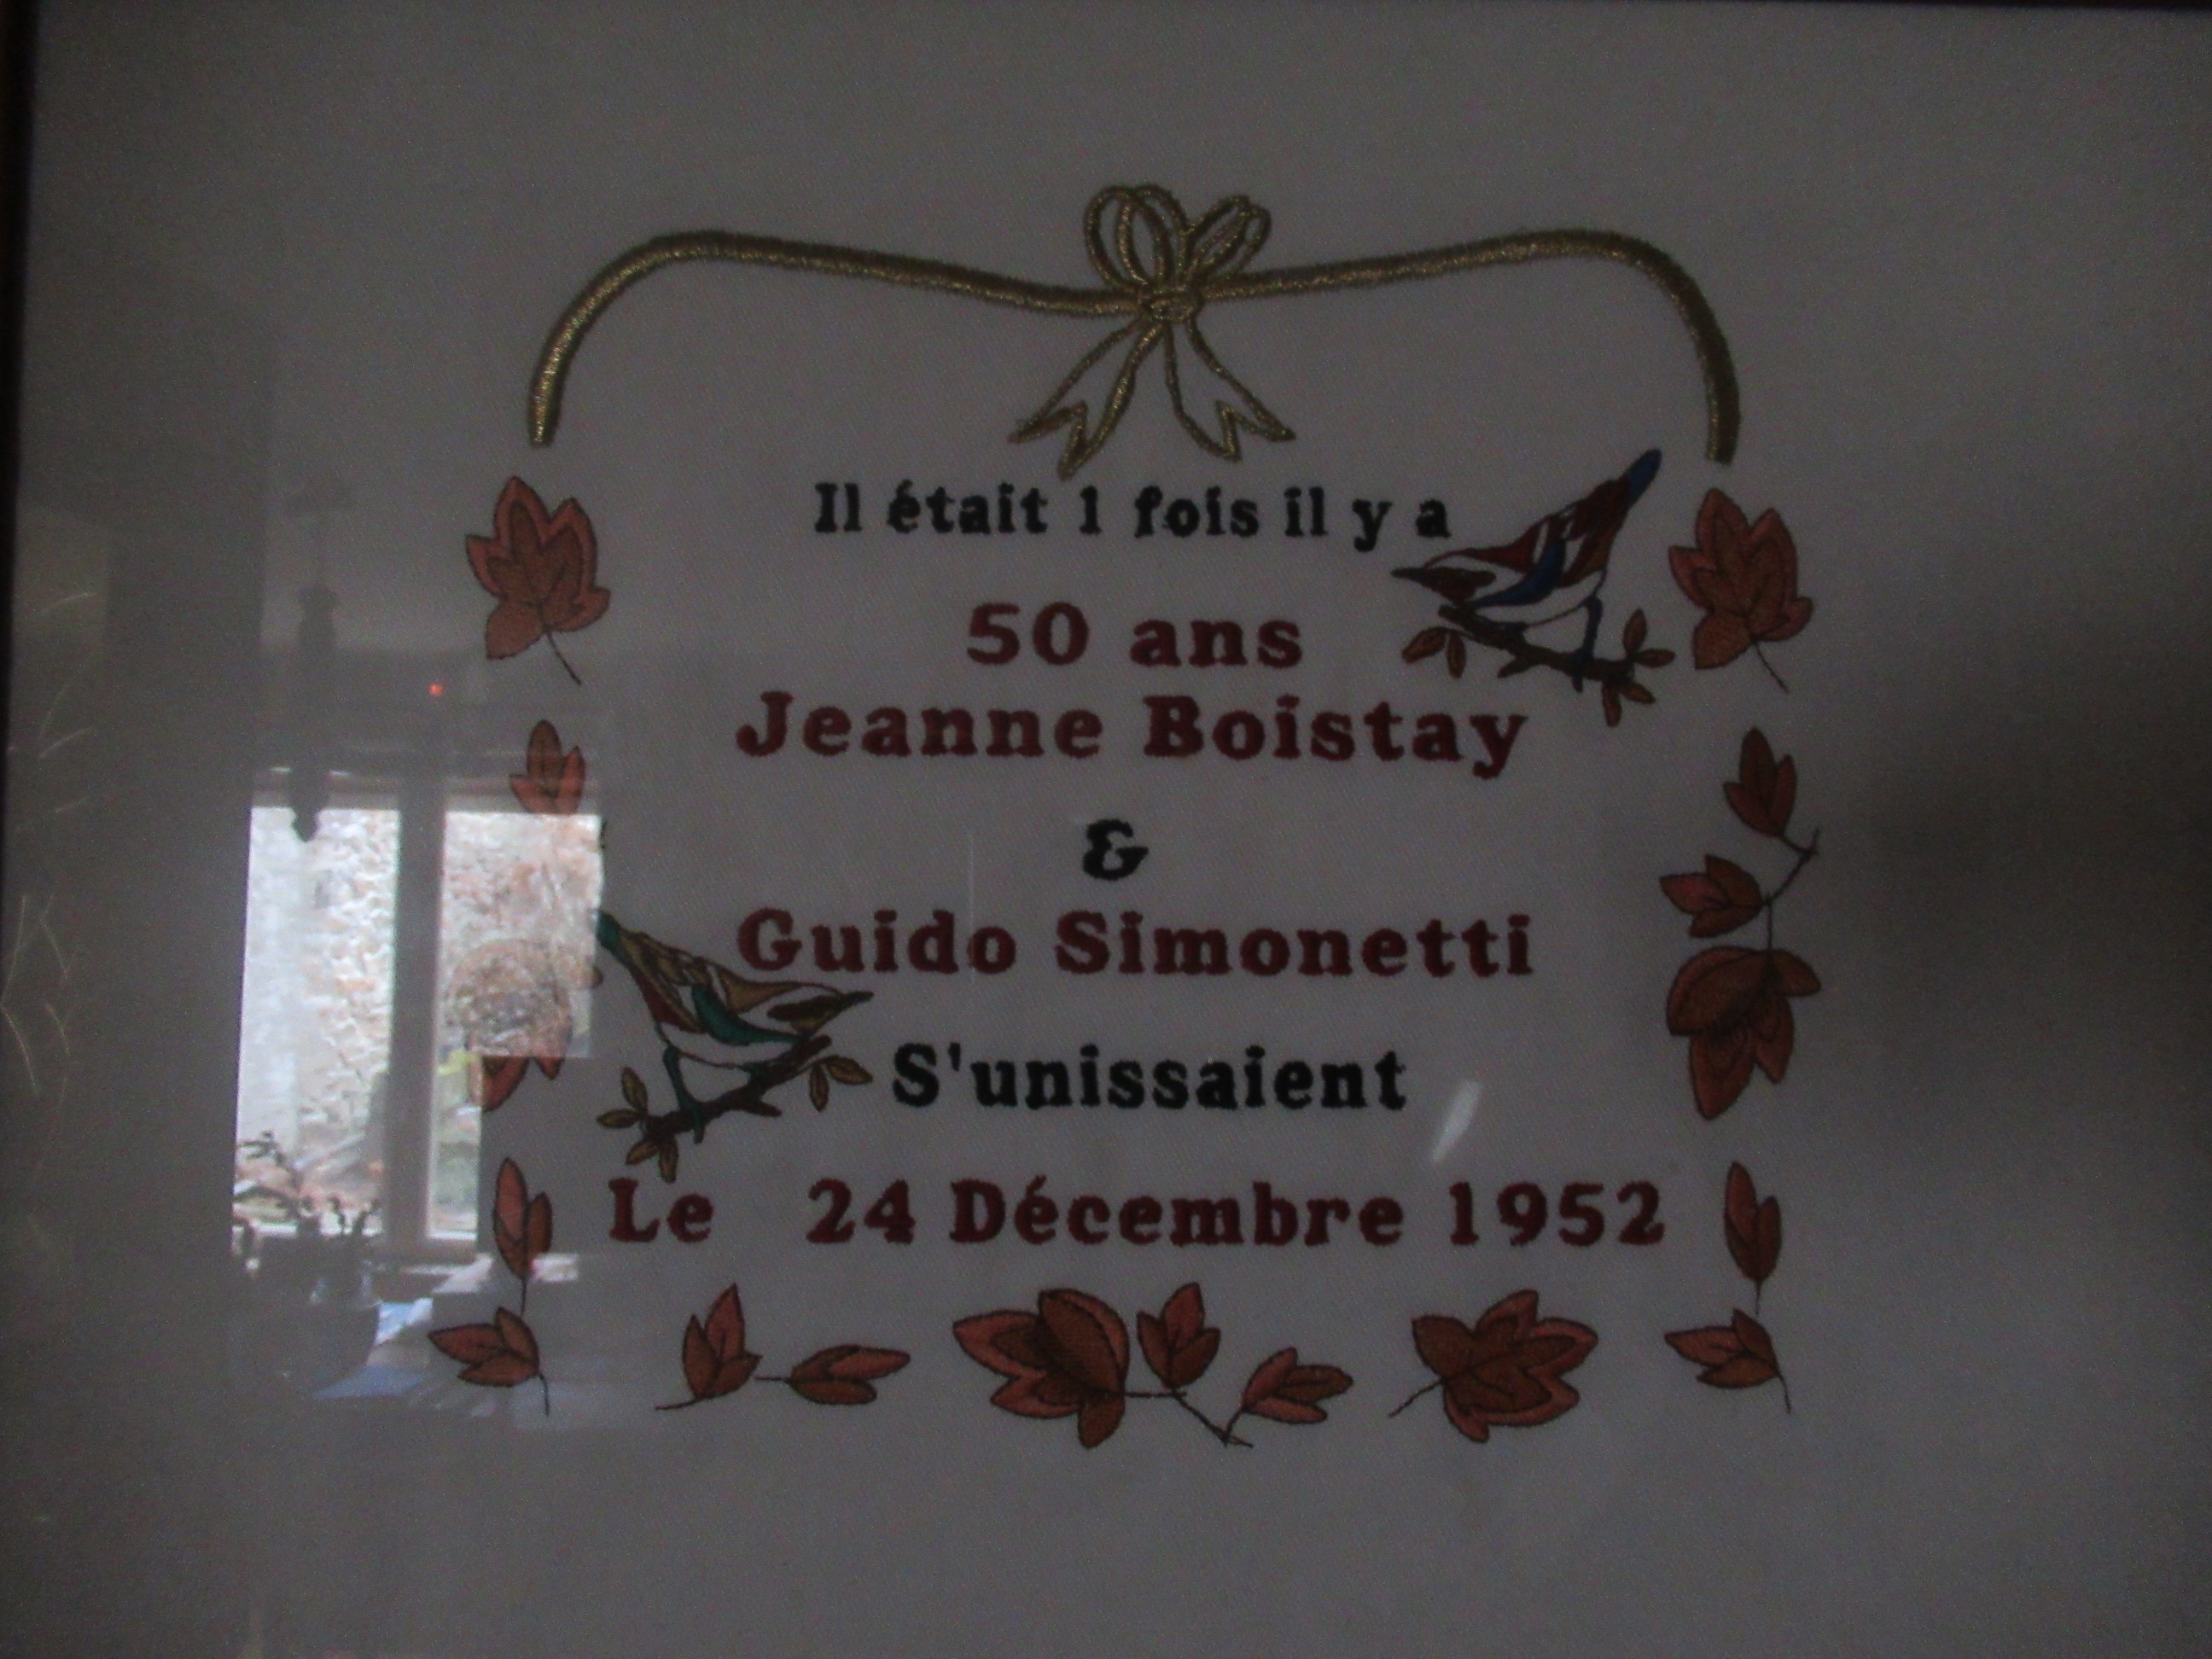 Il était 1 fois il y a
50 ans
Jeanne Boistay
&
Guido Simonetti
S'unissaient
Le 24 Décembre 1952